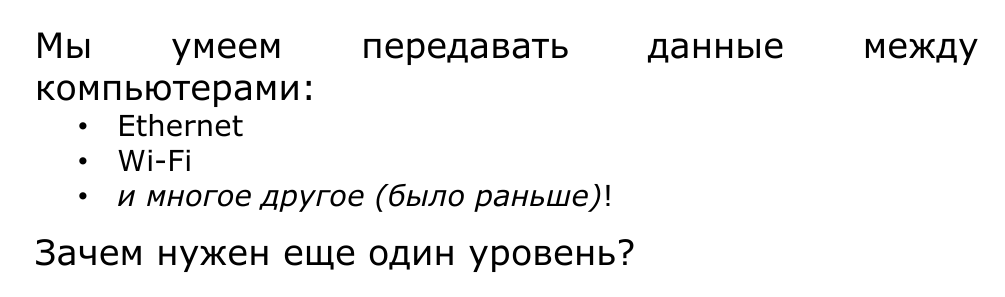 Мы умеем передавать данные между
компьютерами:
• Ethernet
• Wi-Fi
• и многое другое (было раньше)!
Зачем нужен еще один уровень?